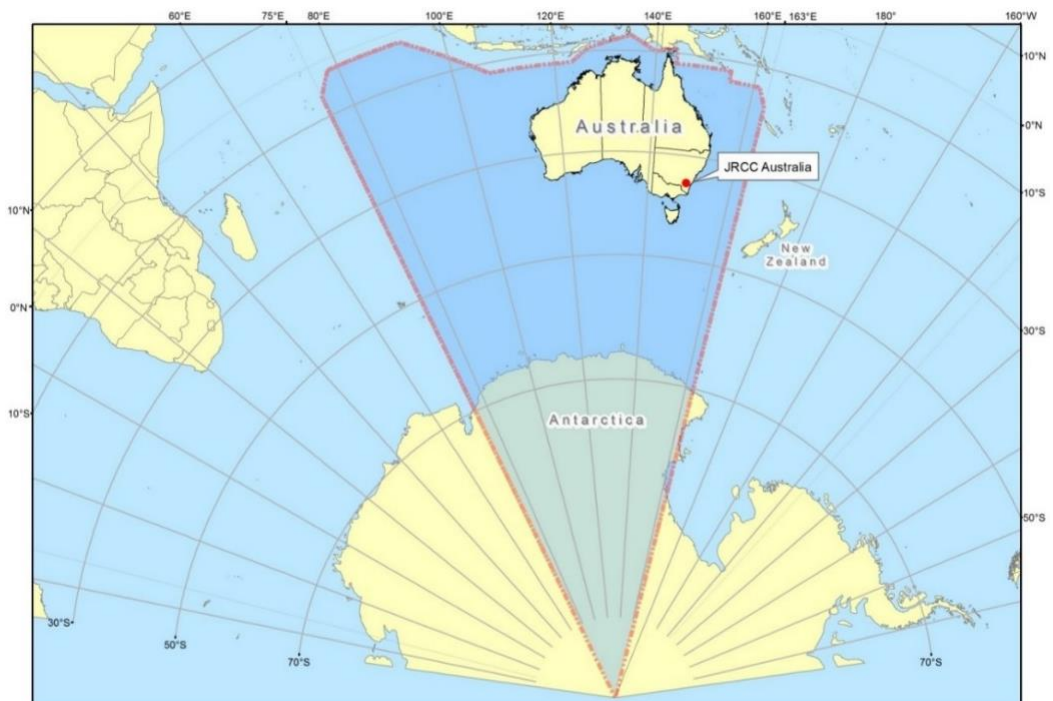 60°E
75°E
80°E
100°E
120°E
140°E
160°E
163°E
180°
160°W
10°N
0°N
10°S
Australia
JRCC Australia
New
Zealand
10°N
0°N
10°S
30°S
50°S
Antarctica
30°S
50°S
70°S
70°S